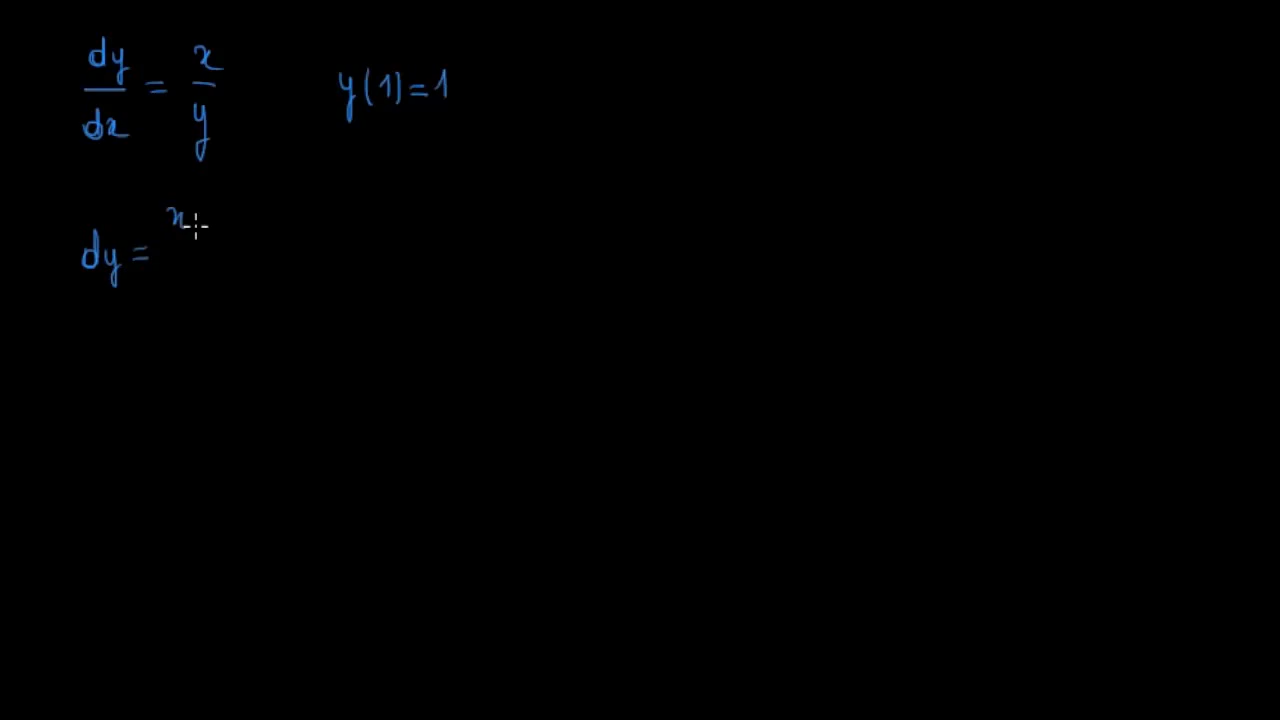 dy/dx = x/y y(1)=1
dy = x